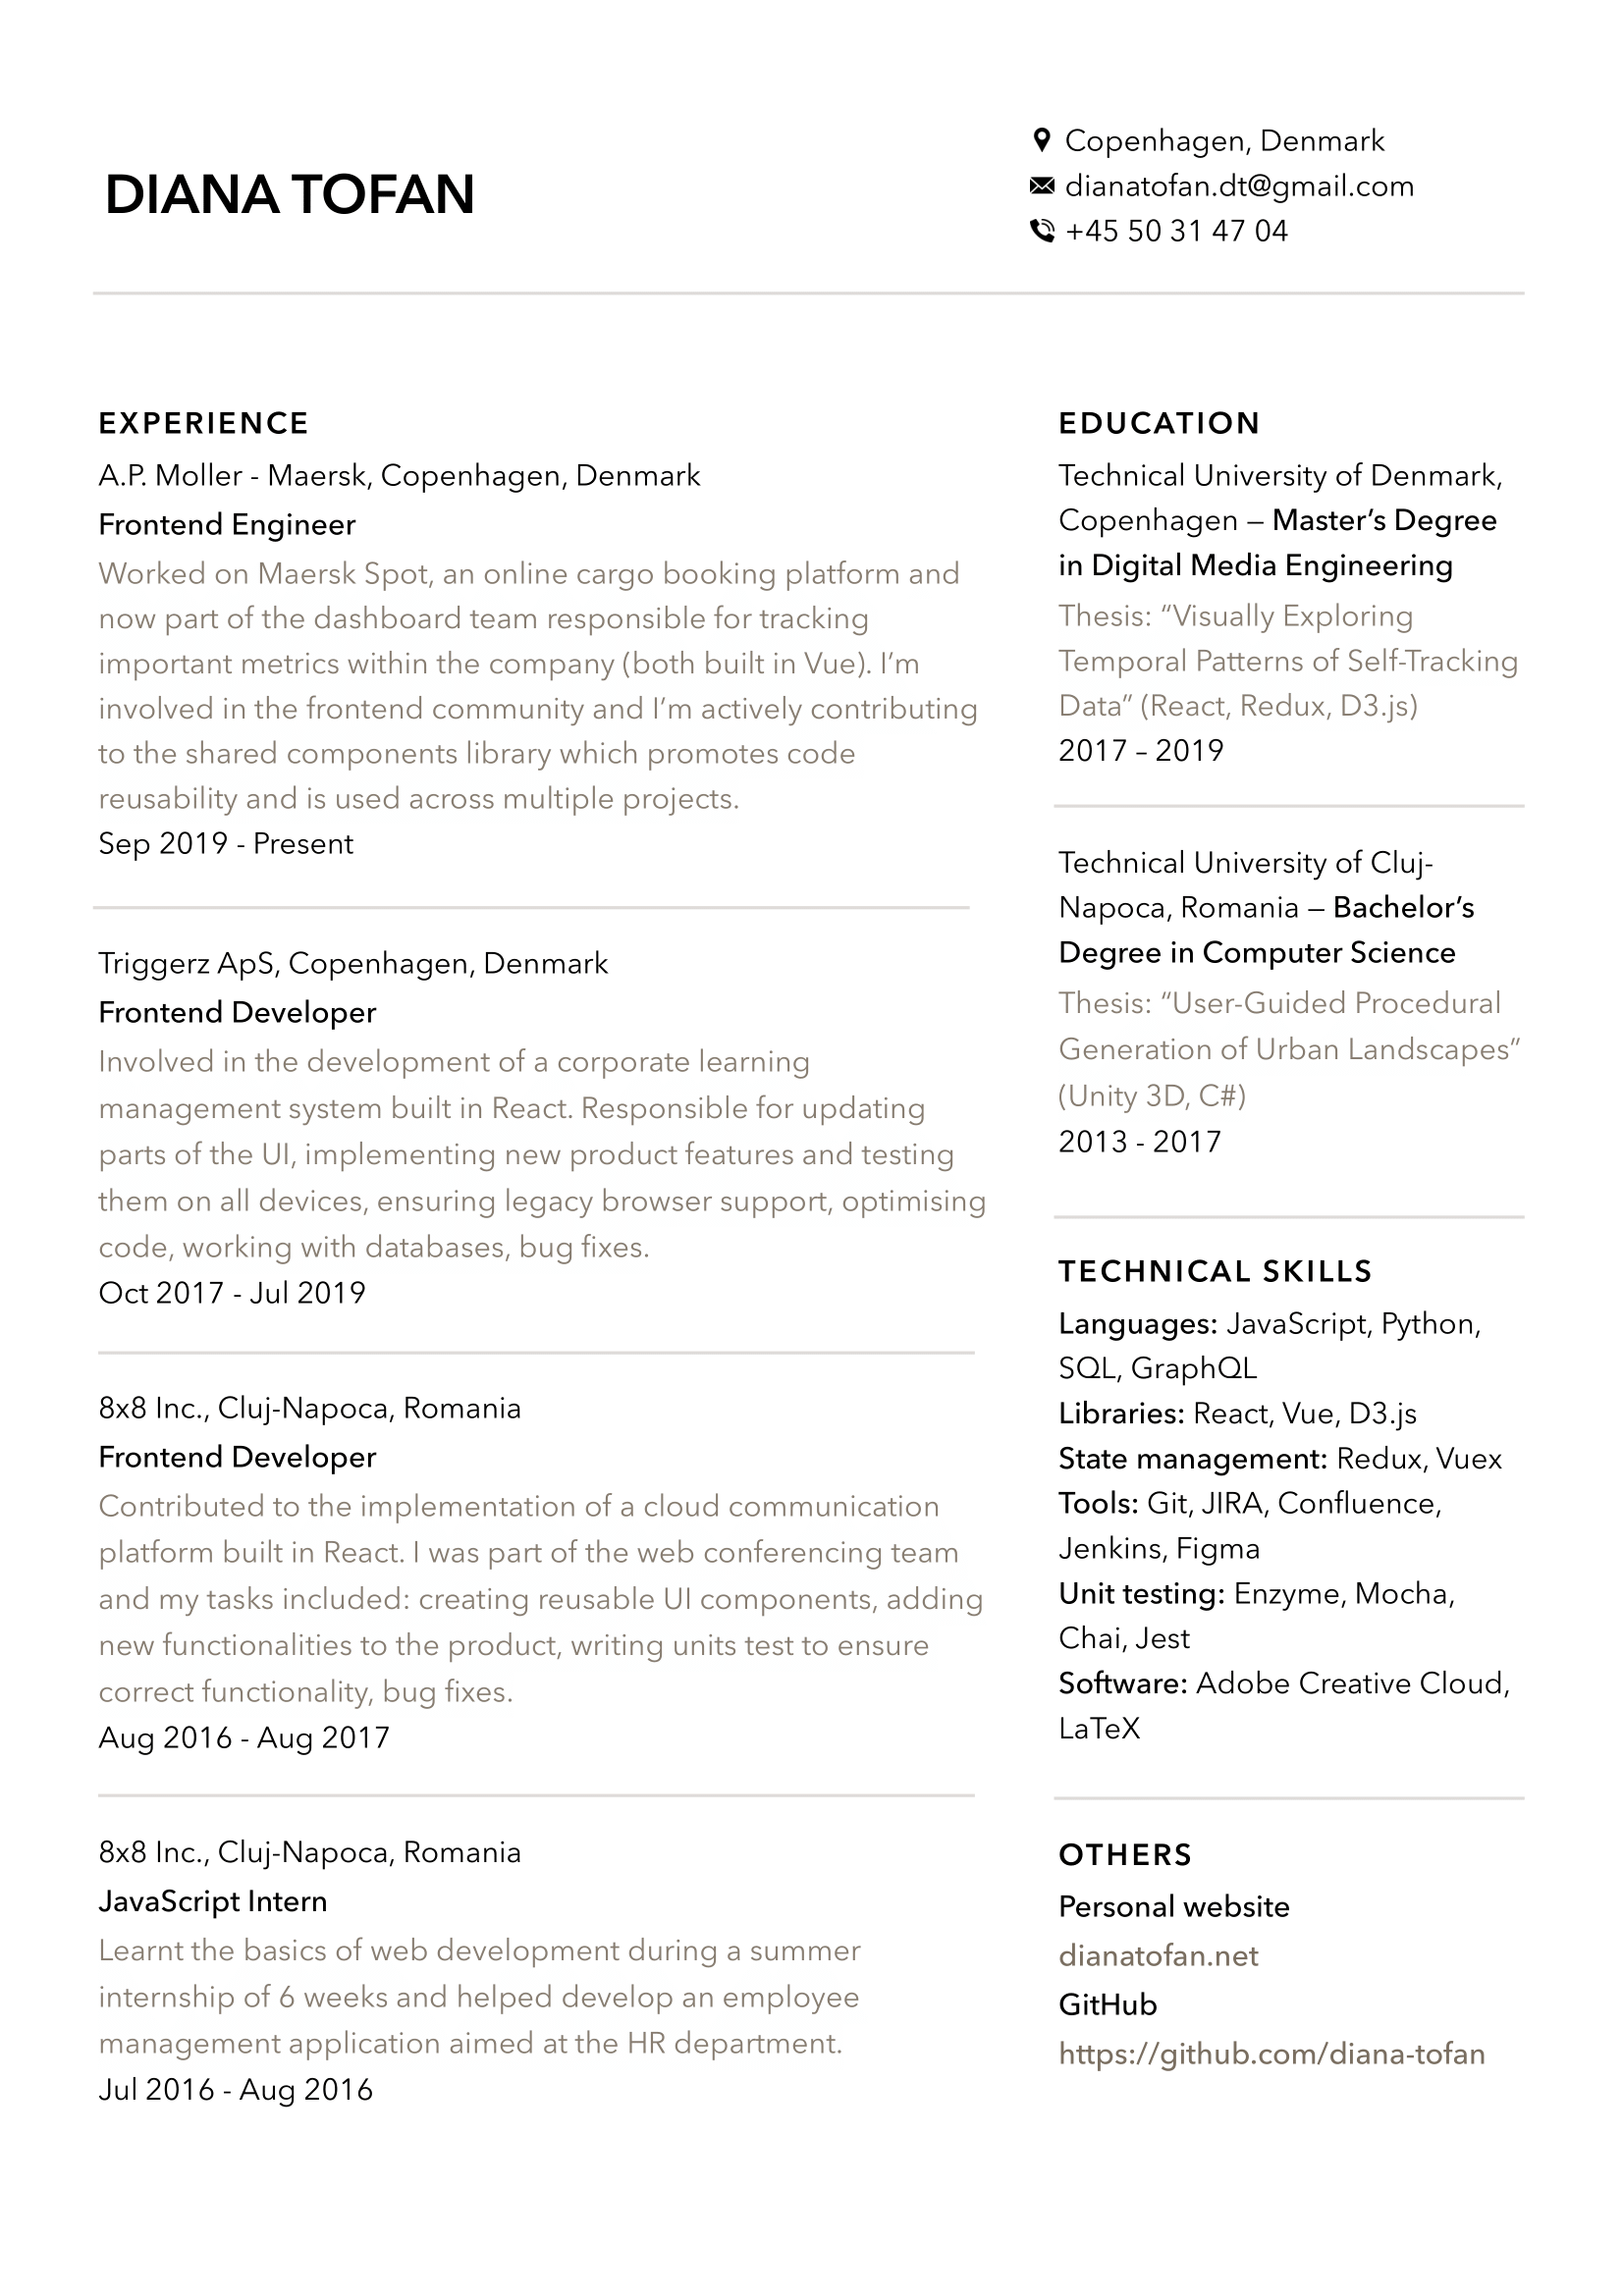 DIANA TOFAN
Copenhagen, Denmark
dianatofan.dt@gmail.com
+45 50 31 47 04
EXPERIENCE
A.P. Moller - Maersk, Copenhagen, Denmark
Frontend Engineer
Worked on Maersk Spot, an online cargo booking platform and
now part of the dashboard team responsible for tracking
important metrics within the company (both built in Vue). I’m
involved in the frontend community and I’m actively contributing
to the shared components library which promotes code
reusability and is used across multiple projects.
Sep 2019 - Present
Triggerz ApS, Copenhagen, Denmark
Frontend Developer
Involved in the development of a corporate learning
management system built in React. Responsible for updating
parts of the UI, implementing new product features and testing
them on all devices, ensuring legacy browser support, optimising
code, working with databases, bug fixes.
Oct 2017 - Jul 2019
8x8 Inc., Cluj-Napoca, Romania
Frontend Developer
Contributed to the implementation of a cloud communication
platform built in React. I was part of the web conferencing team
and my tasks included: creating reusable UI components, adding
new functionalities to the product, writing units test to ensure
correct functionality, bug fixes.
Aug 2016 - Aug 2017
8x8 Inc., Cluj-Napoca, Romania
JavaScript Intern
Learnt the basics of web development during a summer
internship of 6 weeks and helped develop an employee
management application aimed at the HR department.
Jul 2016 - Aug 2016
EDUCATION
Technical University of Denmark,
Copenhagen — Master’s Degree
in Digital Media Engineering
Thesis: “Visually Exploring
Temporal Patterns of Self-Tracking
Data” (React, Redux, D3.js)
2017 – 2019
Technical University of Cluj-
Napoca, Romania — Bachelor’s
Degree in Computer Science
Thesis: “User-Guided Procedural
Generation of Urban Landscapes”
(Unity 3D, C#)
2013 - 2017
TECHNICAL SKILLS
Languages: JavaScript, Python,
SQL, GraphQL
Libraries: React, Vue, D3.js
State management: Redux, Vuex
Tools: Git, JIRA, Confluence,
Jenkins, Figma
Unit testing: Enzyme, Mocha,
Chai, Jest
Software: Adobe Creative Cloud,
LaTeX
OTHERS
Personal website
dianatofan.net
GitHub
https://github.com/diana-tofan